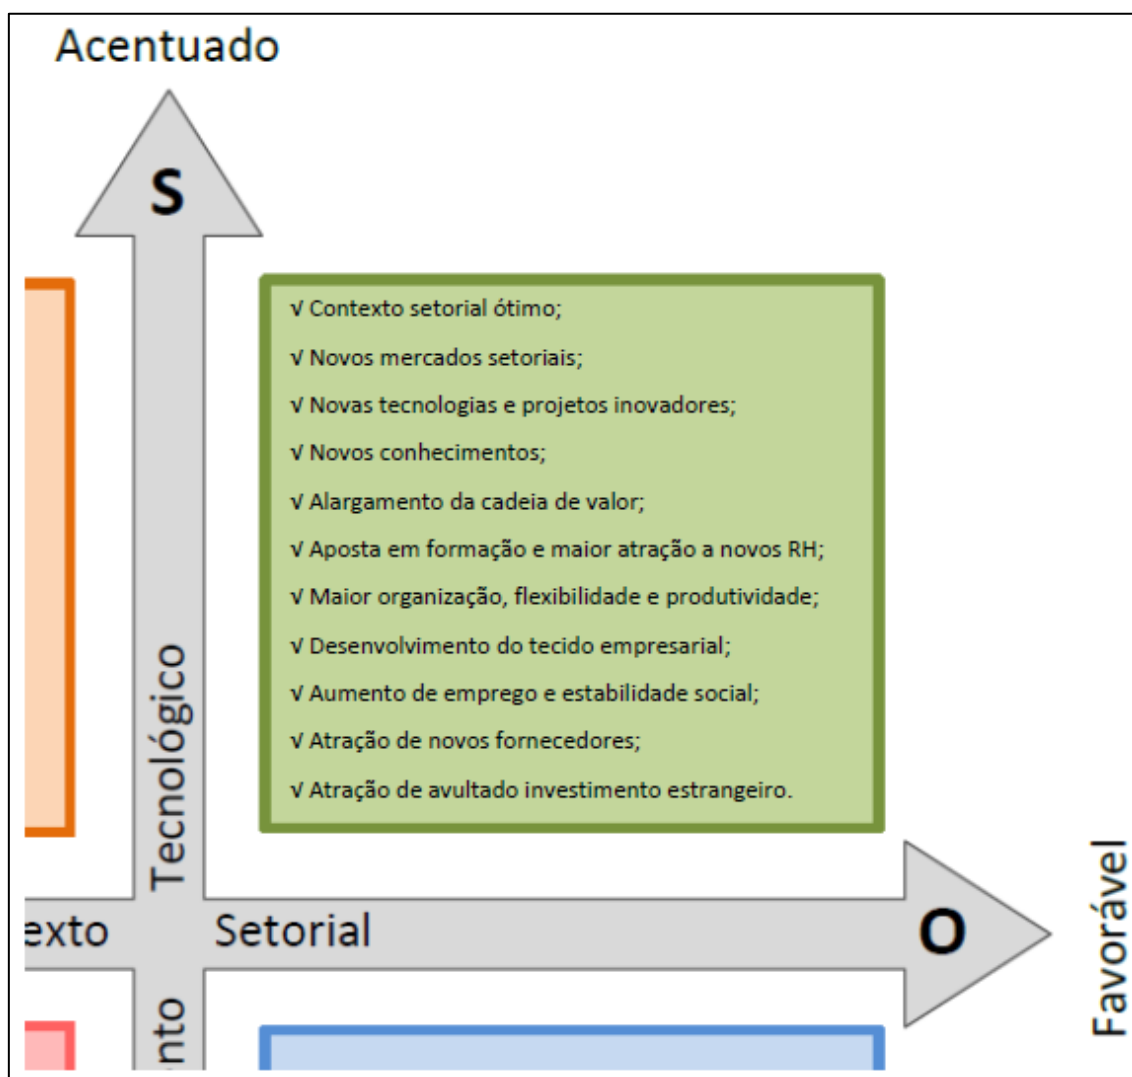 Acentuado
S
√ Contexto setorial ótimo;
√ Novos mercados setoriais;
√ Novas tecnologias e projetos inovadores;
√ Novos conhecimentos;
√ Alargamento da cadeia de valor;
√ Aposta em formação e maior atração a novos RH;
√ Maior organização, flexibilidade e produtividade;
√ Desenvolvimento do tecido empresarial;
√ Aumento de emprego e estabilidade social;
√ Atração de novos fornecedores;
√ Atração de avultado investimento estrangeiro.
Tecnológico
exto Setorial
O
Favorável
nto